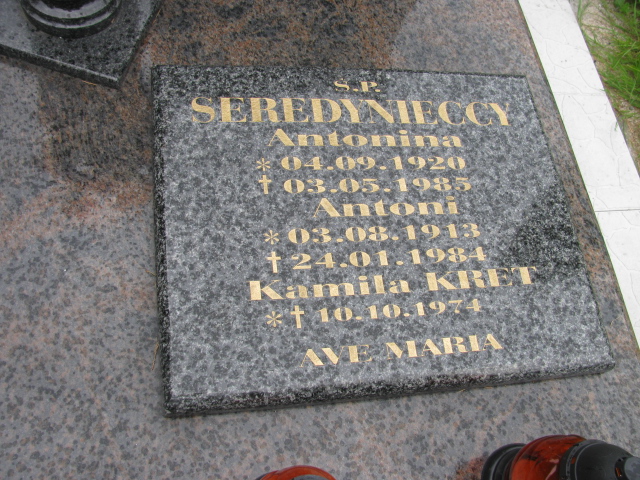 S.P.
SEREDYNIECCY
Antonina
* 04.09.1920
† 03.05.1985
Antoni
* 03.08.1913
† 24.01.1984
Kamila KRET
*† 10.10.1974
AVE MARIA